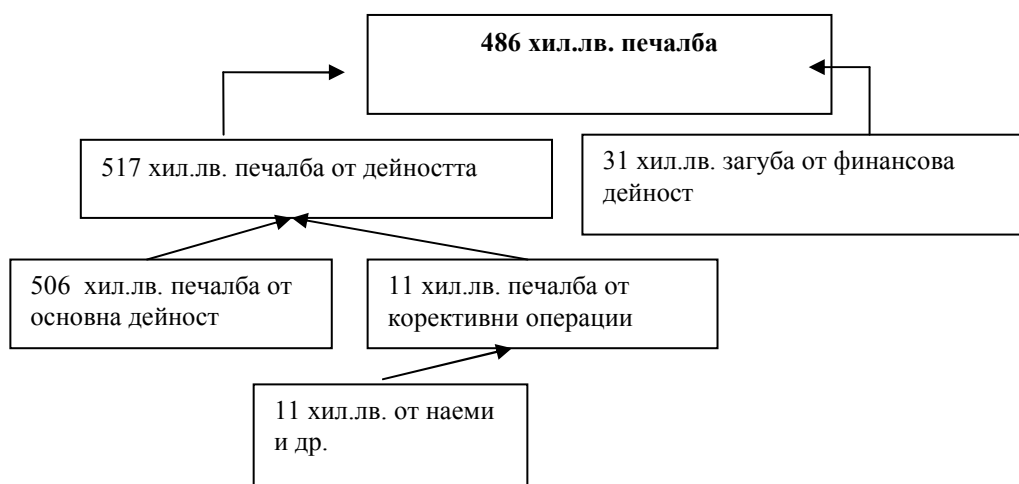 486 хил.лв. печалба
517 хил.лв. печалба от дейността
31 хил.лв. загуба от финансова
дейност
506 хил.лв. печалба от
основна дейност
11 хил.лв. печалба от
корективни операции
11 хил.лв. от наеми
и др.